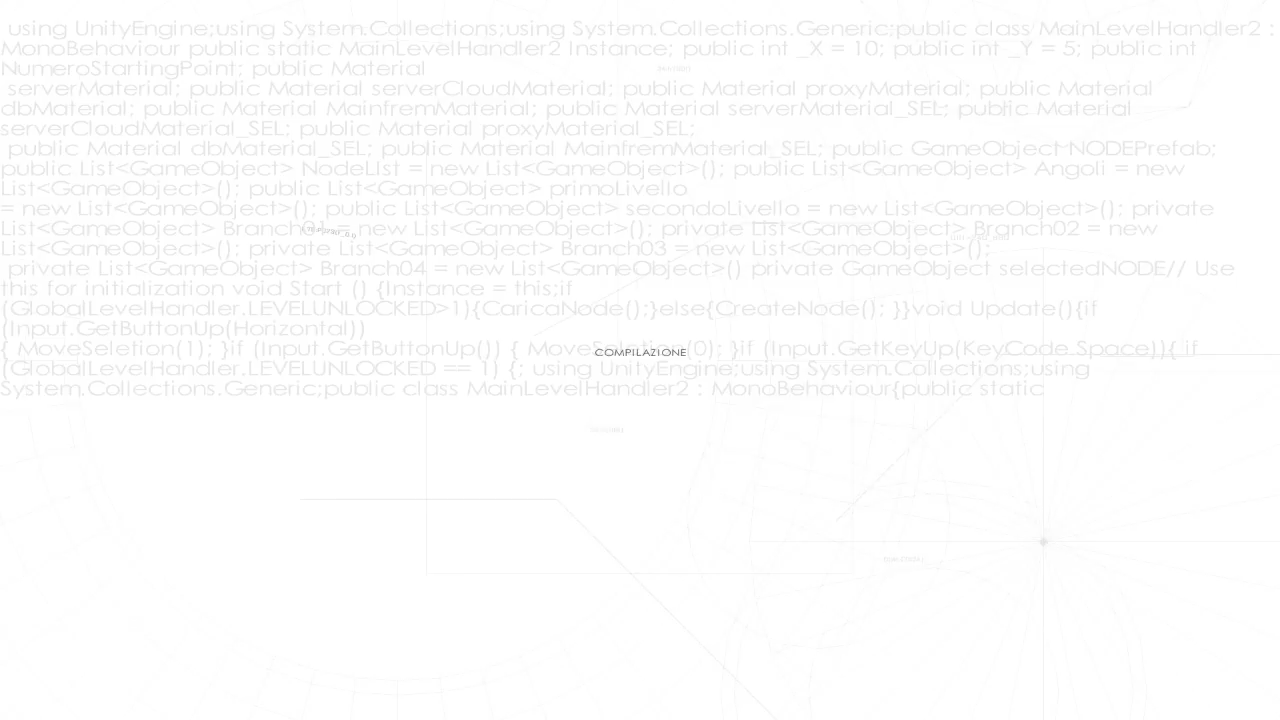 using UnityEngine;using System.Collections;using System.Collections.Generic;public class MainLevelHandler2 :
MonoBehaviour public static MainLevelHandler2 Instance; public int _X = 10; public int _Y = 5; public int
NumeroStartingPoint; public Material
serverMaterial; public Material serverCloudMaterial; public Material proxyMaterial; public Material
dbMaterial; public Material MainfremMaterial; public Material serverMaterial_SEL; public Material
serverCloudMaterial_SEL; public Material proxyMaterial_SEL;
public Material dbMaterial_SEL; public Material MainfremMaterial_SEL; public GameObject NODEPrefab;
public List<GameObject> NodeList = new List<GameObject>(); public List<GameObject> Angoli = new
List<GameObject>(); public List<GameObject> primoLivello
= new List<GameObject>(); public List<GameObject> secondoLivello = new List<GameObject>(); private
List<GameObject> Branch new List<GameObject>(); private List<GameObject> Branch02 = new
List<GameObject>(); private List<GameObject> Branch03 = new List<GameObject>();
private List<GameObject> Branch04 = new List<GameObject>() private GameObject selectedNODE// Use
this for initialization void Start () {Instance = this;if
(GlobalLevelHandler.LEVELUNLOCKED>1){CaricaNode();}else{CreateNode(); }}void Update(){if
(Input.GetButtonUp(Horizontal))
{ MoveSeletion(1); }if (Input.GetButtonUp()) { MoveSeletion(0); }if (Input.GetKeyUp(KeyCode.Space)){ if
COMPILAZIONE
(GlobalLevelHandler.LEVELUNLOCKED == 1) {; using UnityEngine;using System.Collections;using
System.Collections.Generic;public class MainLevelHandler2 : MonoBehaviour{public static